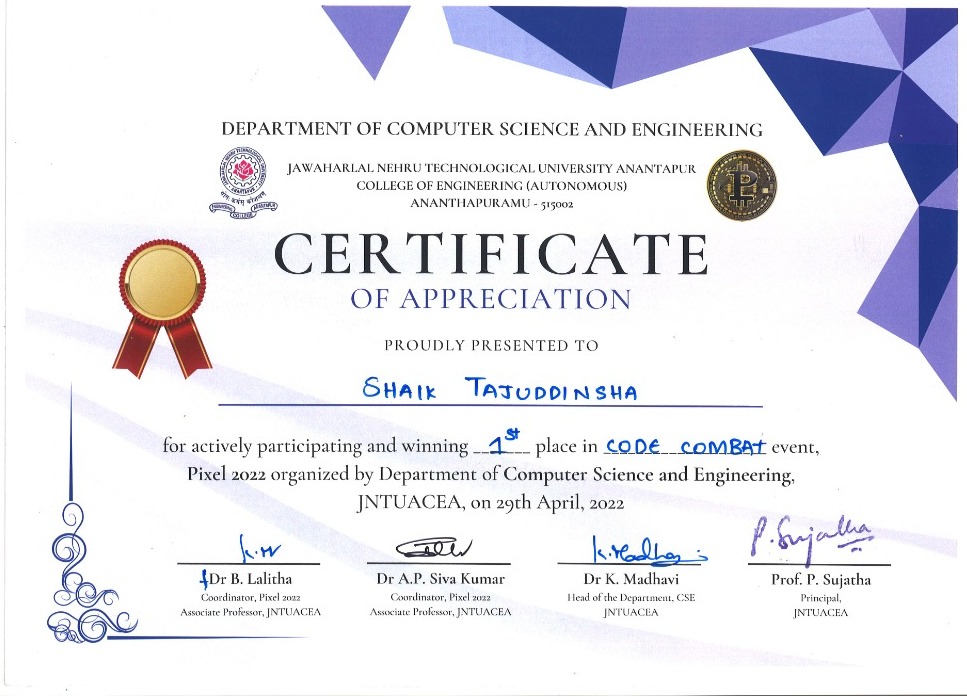 DEPARTMENT OF COMPUTER SCIENCE AND ENGINEERING
JAWAHARLAL NEHRU TECHNOLOGICAL UNIVERSITY ANANTAPUR
COLLEGE OF ENGINEERING (AUTONOMOUS)
ANANTHAPURAMU - 515002
CERTIFICATE
OF APPRECIATION
PROUDLY PRESENTED TO
SHAIK TAJUDDINSHA
for actively participating and winning 1st place in CODE COMBAT event,
Pixel 2022 organized by Department of Computer Science and Engineering,
JNTUACEA, on 29th April, 2022
K. Madhavi P. Sujatha
Dr B. Lalitha Dr A.P. Siva Kumar Dr K. Madhavi Prof. P. Sujatha
Coordinator, Pixel 2022 Coordinator, Pixel 2022 Head of the Department, CSE Principal,
Associate Professor, JNTUACEA Associate Professor, JNTUACEA JNTUACEA JNTUACEA